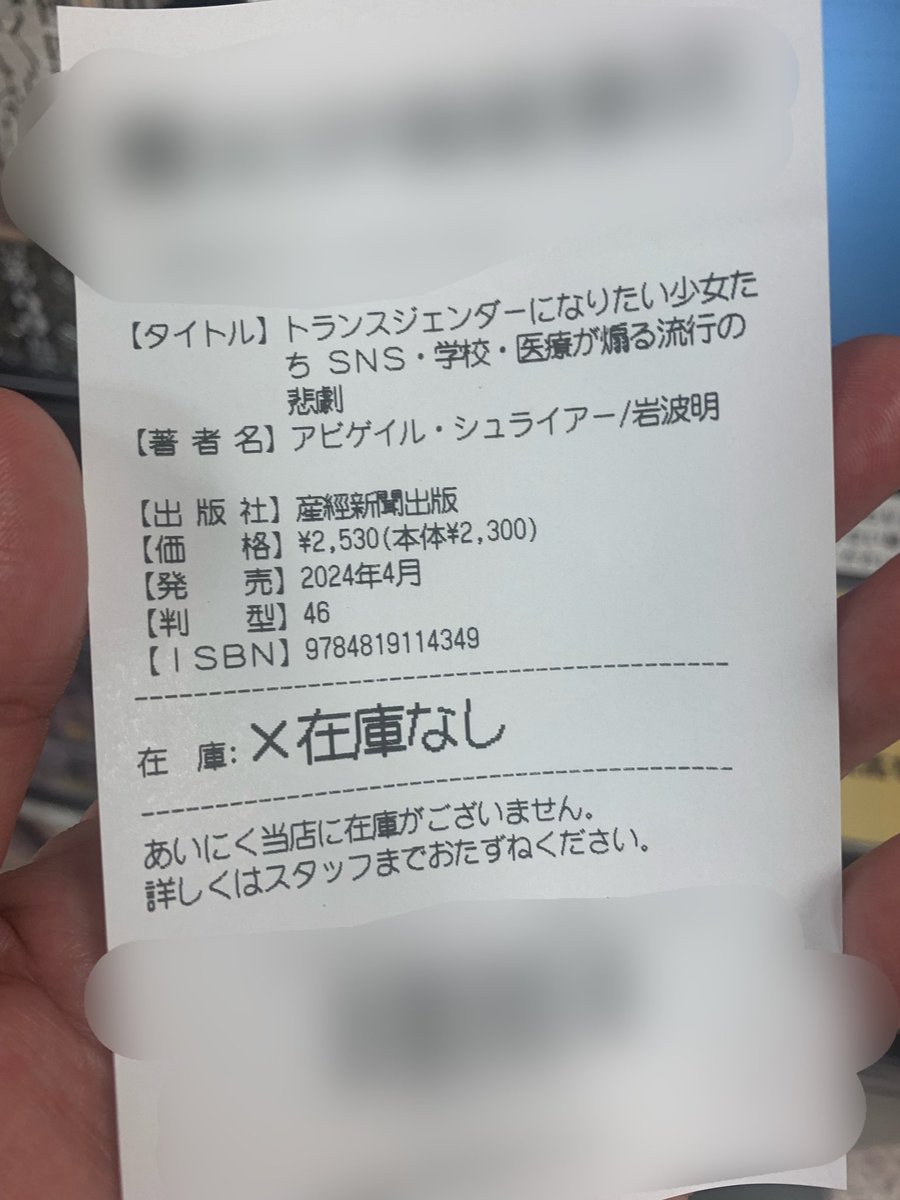 【タイトル】トランスジェンダーになりたい少女た
ち SNS・学校・医療が煽る流行の
悲劇
【著者名】アビゲイル・シュライアー/岩波明
【出版社】産經新聞出版
【価格】¥2,530(本体¥2,300)
【発売】2024年4月
【判型】46
【ISBN】9784819114349
在庫:×在庫なし
あいにく当店に在庫がございません。
詳しくはスタッフまでおたずねください。